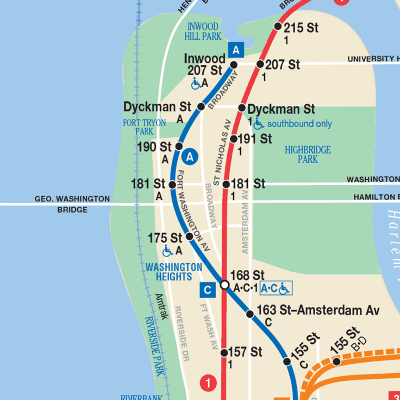 HEN
BRO
1
INWOOD
HILL PARK
215 St
1
A
Inwood
207 St
A
207 St
1
UNIVERSITY H
BROADWAY
Dyckman St
A
Dyckman St
1
southbound only
FORT TRYON
PARK
190 St
A
A
191 St
1
ST NICHOLAS AV
HIGHBRIDGE
PARK
181 St
A
181 St
1
WASHINGTON
HAMILTON B
GEO. WASHINGTON
BRIDGE
FORT WASHINGTON AV
BROADWAY
AMSTERDAM AV
Harlem
175 St
A
WASHINGTON
HEIGHTS
168 St
A•C•1
A•C
C
163 St–Amsterdam Av
C
Amtrak
RIVERSIDE PARK
RIVERSIDE DR
FT WASH AV
157 St
1
155 St
C
155 St
B•D
1
3
RIVERBANK